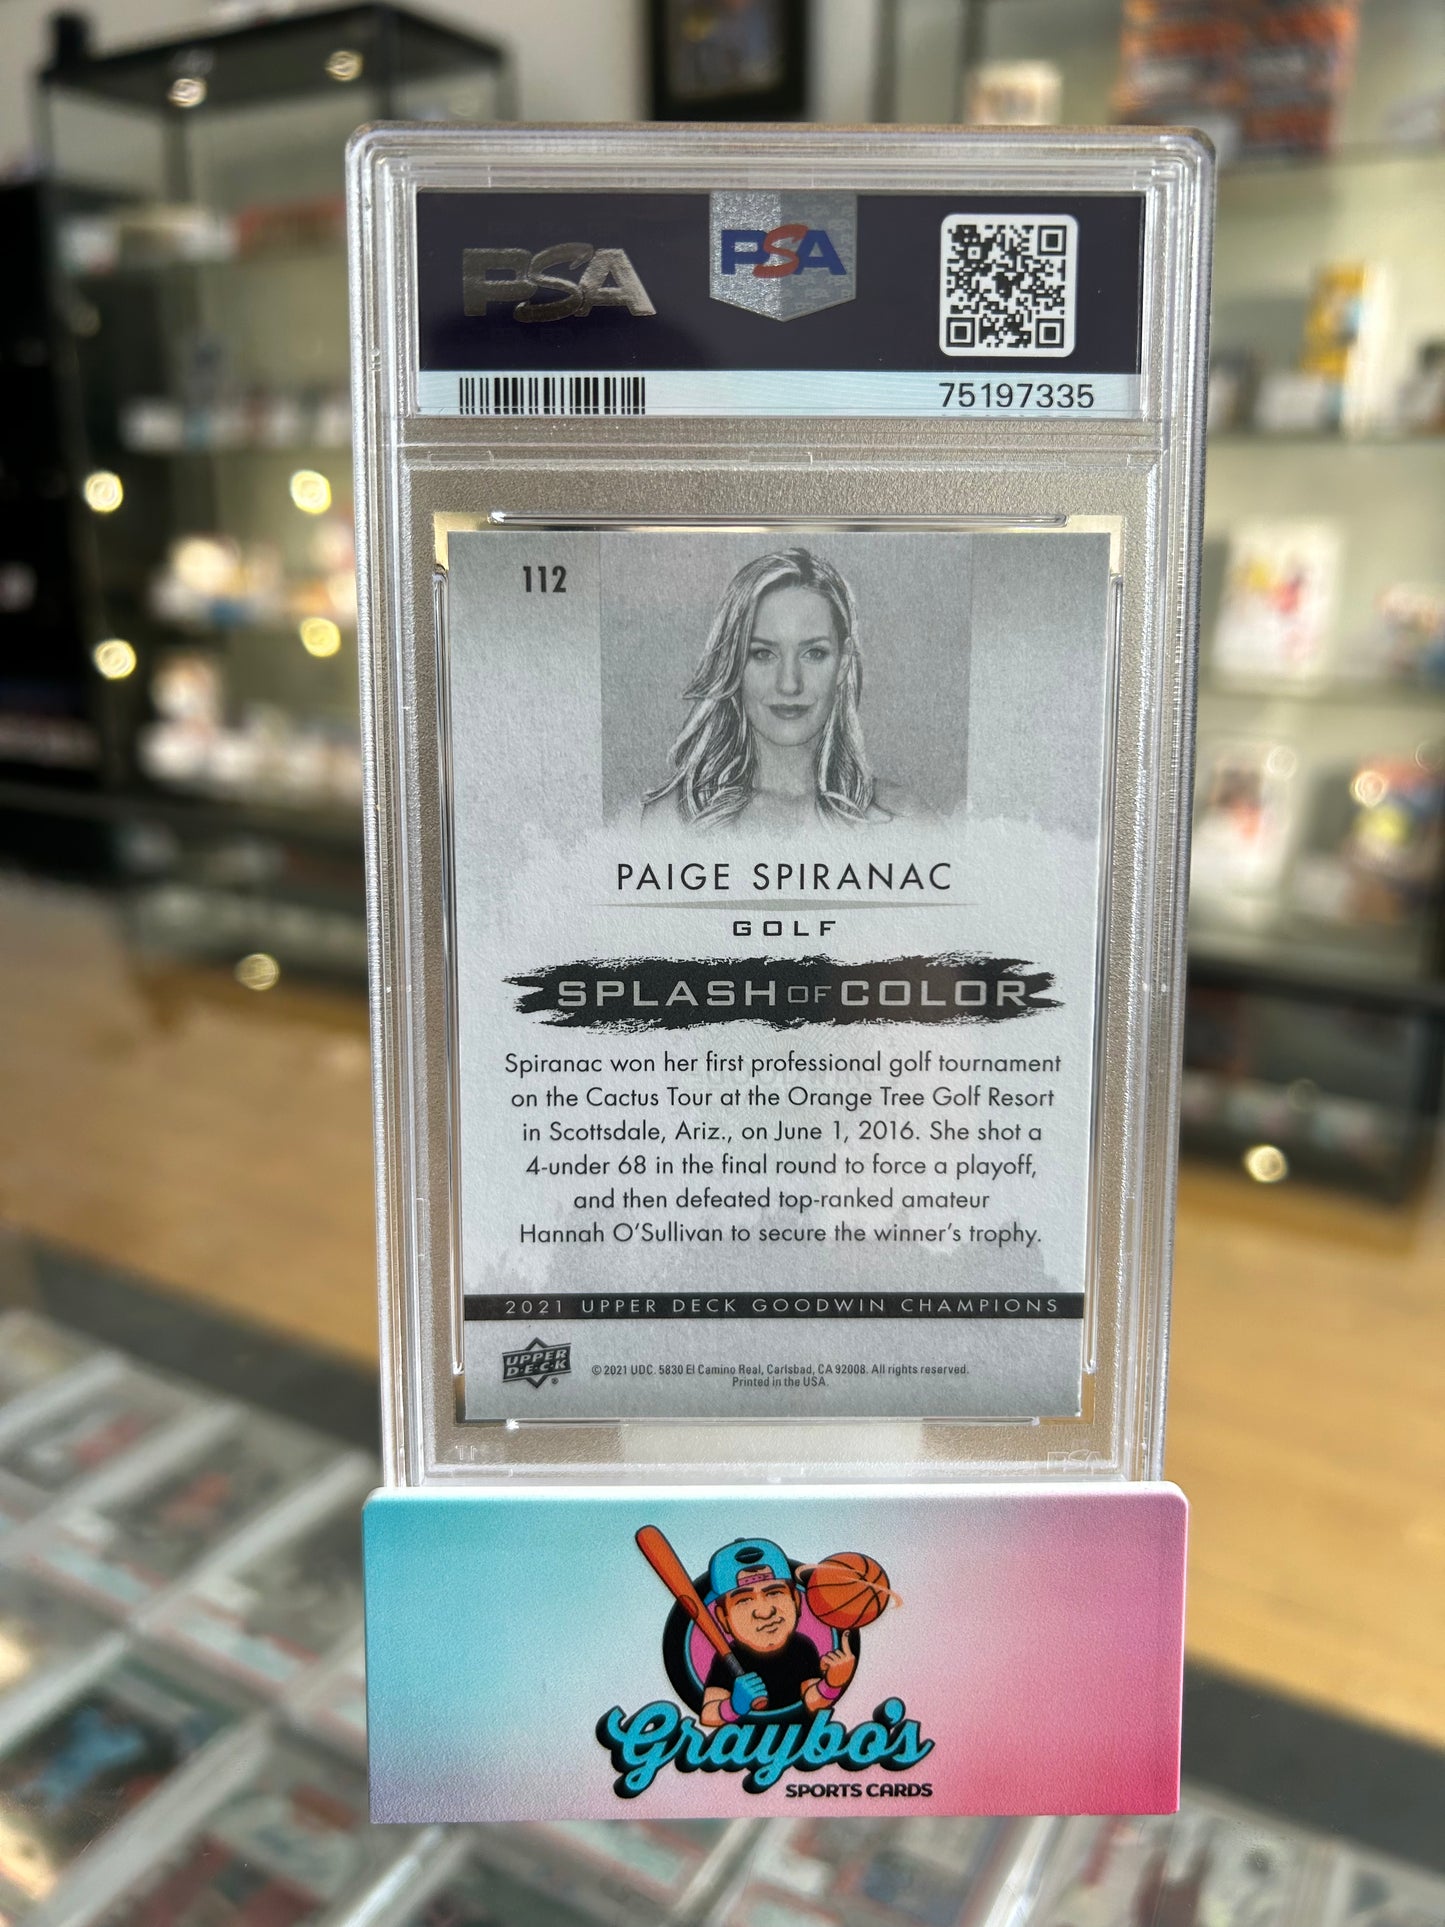 PSA
PSA
75197335
112
PAIGE SPIRANAC
GOLF
SPLASH OF COLOR
Spiranac won her first professional golf tournament
on the Cactus Tour at the Orange Tree Golf Resort
in Scottsdale, Ariz., on June 1, 2016. She shot a
4-under 68 in the final round to force a playoff,
and then defeated top-ranked amateur
Hannah O'Sullivan to secure the winner's trophy.
2021 UPPER DECK GOODWIN CHAMPIONS
UPPER
D·E·C·K
©2021 UDC. 5830 El Camino Real, Carlsbad, CA 92008. All rights reserved.
Printed in the USA.
PSA
Graybo's
SPORTS CARDS